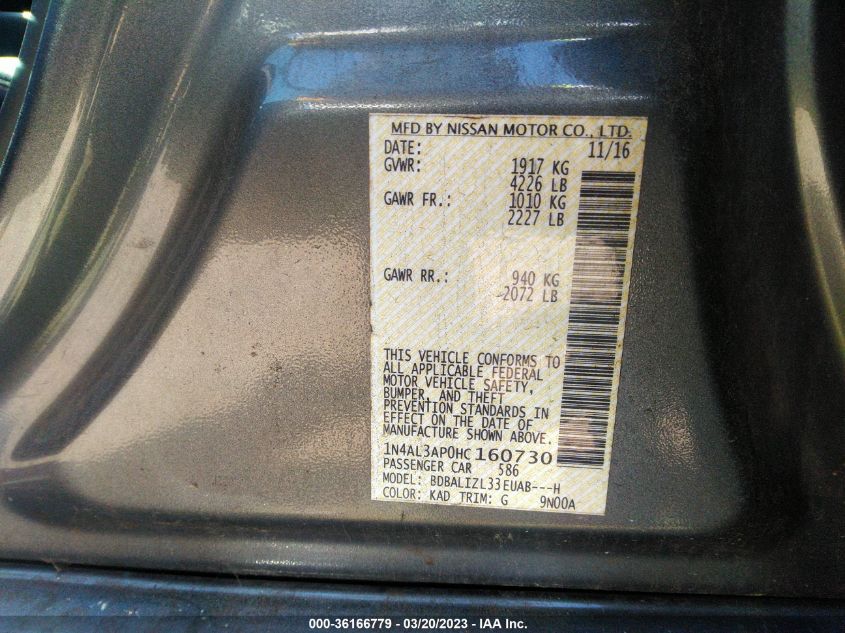 MFD BY NISSAN MOTOR CO., LTD.
DATE: 11/16
GVWR: 1917 KG
4226 LB
GAWR FR.: 1010 KG
2227 LB
GAWR RR.: 940 KG
2072 LB
THIS VEHICLE CONFORMS TO
ALL APPLICABLE FEDERAL
MOTOR VEHICLE SAFETY,
BUMPER, AND THEFT
PREVENTION STANDARDS IN
EFFECT ON THE DATE OF
MANUFACTURE SHOWN ABOVE.
1N4AL3AP0HC160730
PASSENGER CAR 586
MODEL: BDBALIZL33EUAB---H
COLOR: KAD TRIM: G 9N00A
000-36166779 / 03/20/2023 - IAA Inc.